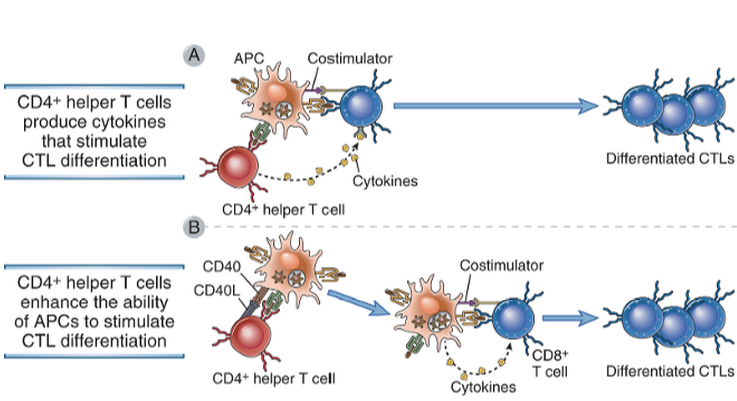 A
APC
Costimulator
CD4+ helper T cells
produce cytokines
that stimulate
CTL differentiation
Differentiated CTLs
Cytokines
CD4+ helper T cell
B
CD40
CD40L
Costimulator
CD4+ helper T cells
enhance the ability
of APCs to stimulate
CTL differentiation
CD8+
T cell
Differentiated CTLs
CD4+ helper T cell
Cytokines